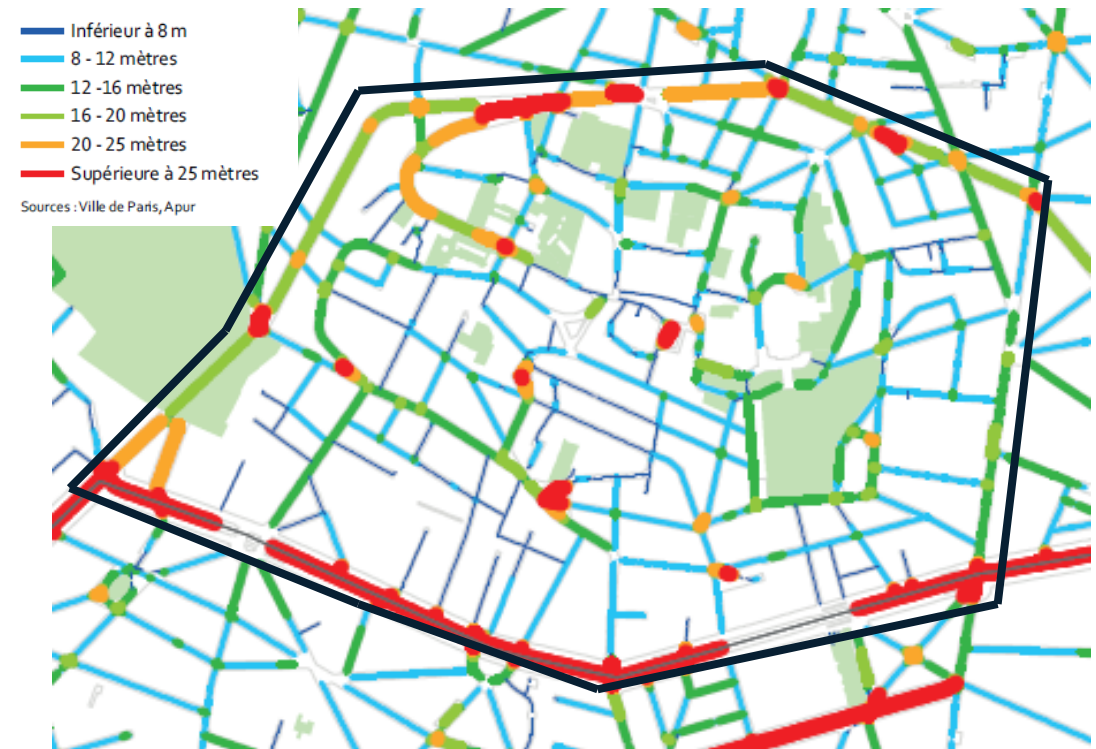 Inférieur à 8 m
8 - 12 mètres
12 -16 mètres
16 - 20 mètres
20 - 25 mètres
Supérieure à 25 mètres
Sources : Ville de Paris, Apur